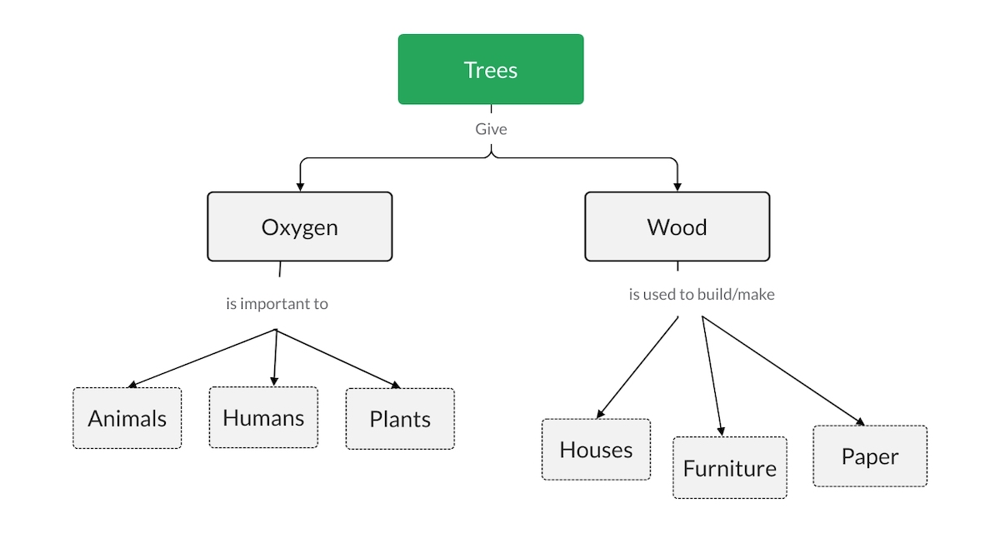 Trees
Give
Oxygen
Wood
is important to
is used to build/make
Animals
Humans
Plants
Houses
Furniture
Paper